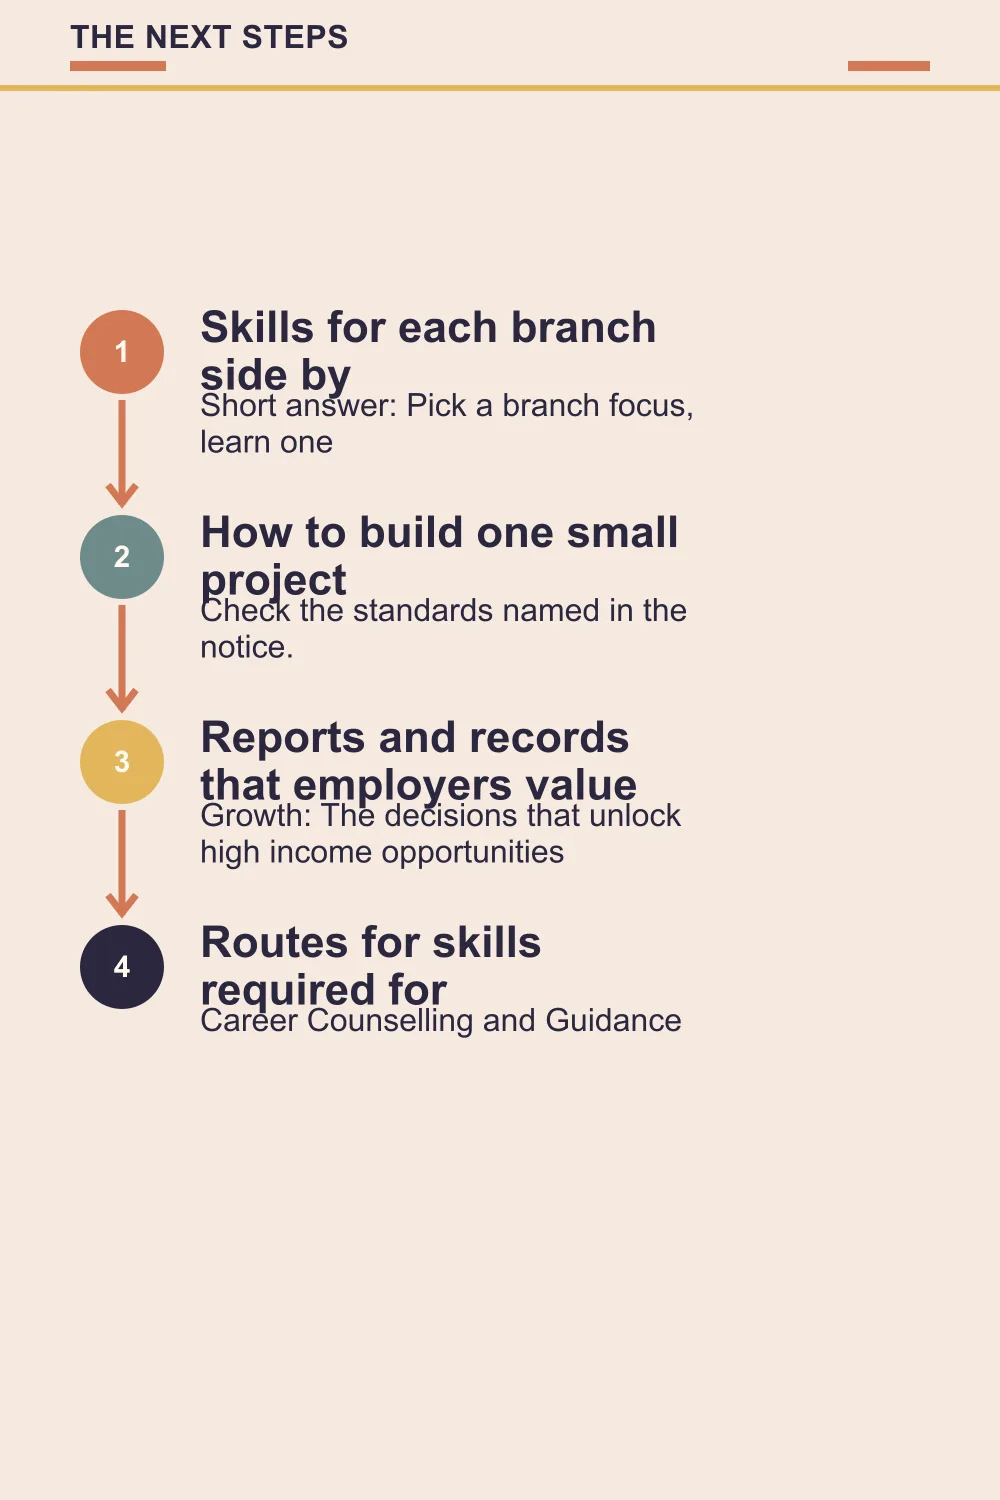 THE NEXT STEPS
1
Skills for each branch
side by
Short answer: Pick a branch focus,
learn one
2
How to build one small
project
Check the standards named in the
notice.
3
Reports and records
that employers value
Growth: The decisions that unlock
high income opportunities
4
Routes for skills
required for
Career Counselling and Guidance